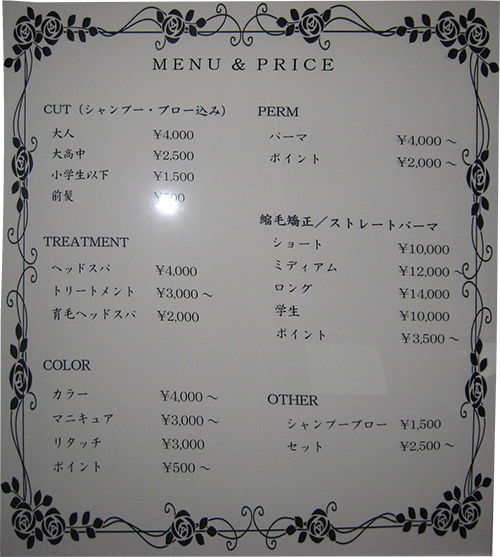 MENU & PRICE
CUT（シャンプー・ブロー込み）
大人 ¥4,000
大高中 ¥2,500
小学生以下 ¥1,500
前髪
TREATMENT
ヘッドスパ ¥4,000
トリートメント ¥3,000～
育毛ヘッドスパ ¥2,000
COLOR
カラー ¥4,000～
マニキュア ¥3,000～
リタッチ ¥3,000
ポイント ¥500～
PERM
パーマ ¥4,000～
ポイント ¥2,000～
縮毛矯正／ストレートパーマ
ショート ¥10,000
ミディアム ¥12,000～
ロング ¥14,000
学生 ¥10,000
ポイント ¥3,500～
OTHER
シャンプーブロー ¥1,500
セット ¥2,500～